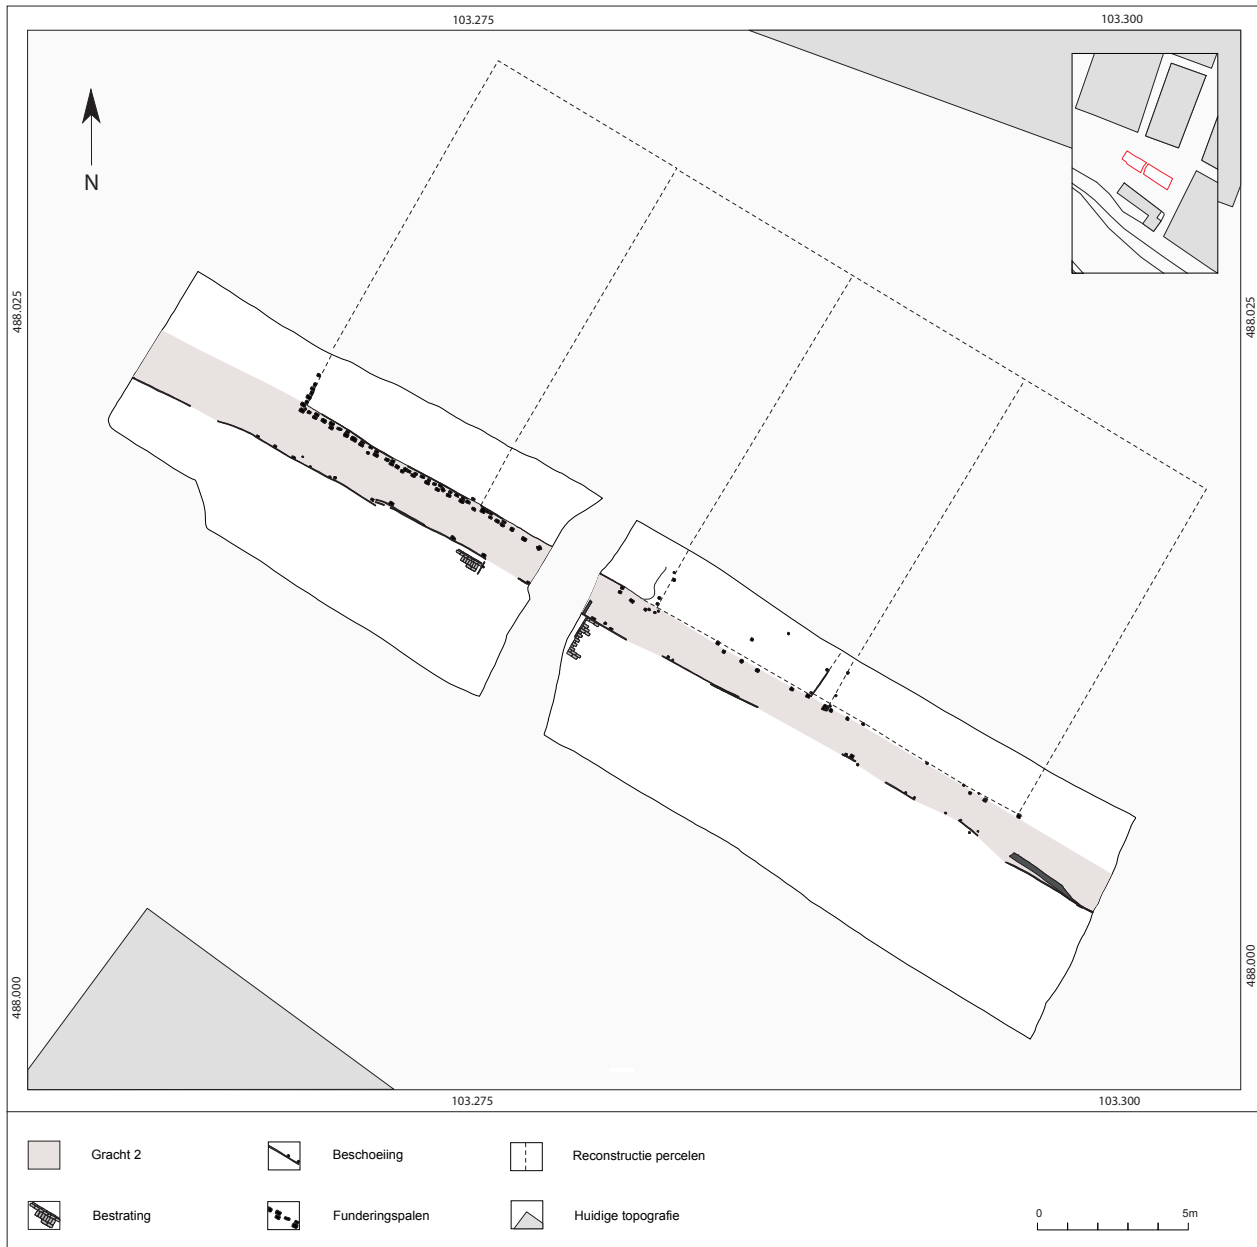 103.275
103.300
N
488.025
488.025
488.000
488.000
103.275
103.300
Gracht 2
Beschoeiing
Reconstructie percelen
Bestrating
Funderingspalen
Huidige topografie
0
5m